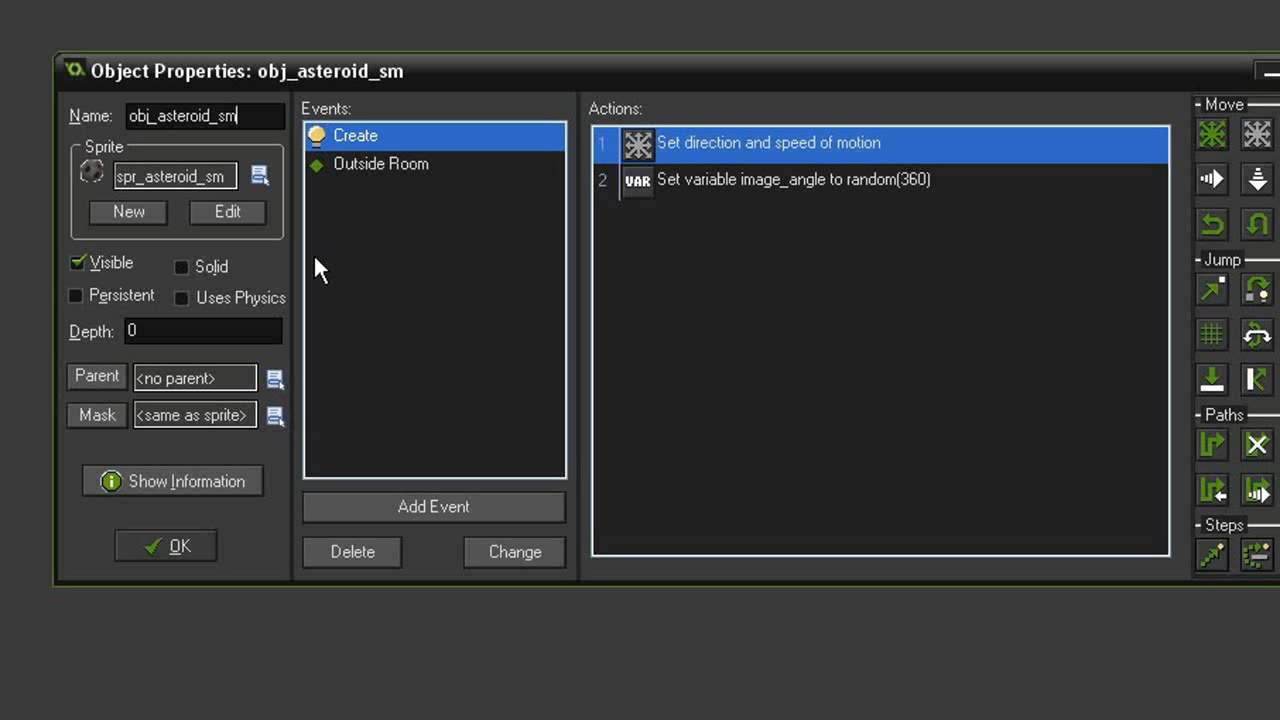 Object Properties: obj_asteroid_sm
Name: obj_asteroid_sm
Sprite
spr_asteroid_sm
New Edit
Visible Solid
Persistent Uses Physics
Depth: 0
Parent <no parent>
Mask <same as sprite>
Show Information
OK
Events:
Create
Outside Room
Add Event
Delete Change
Actions:
1 VAR Set direction and speed of motion
2 VAR Set variable image_angle to random(360)
Move
Jump
Paths
Steps